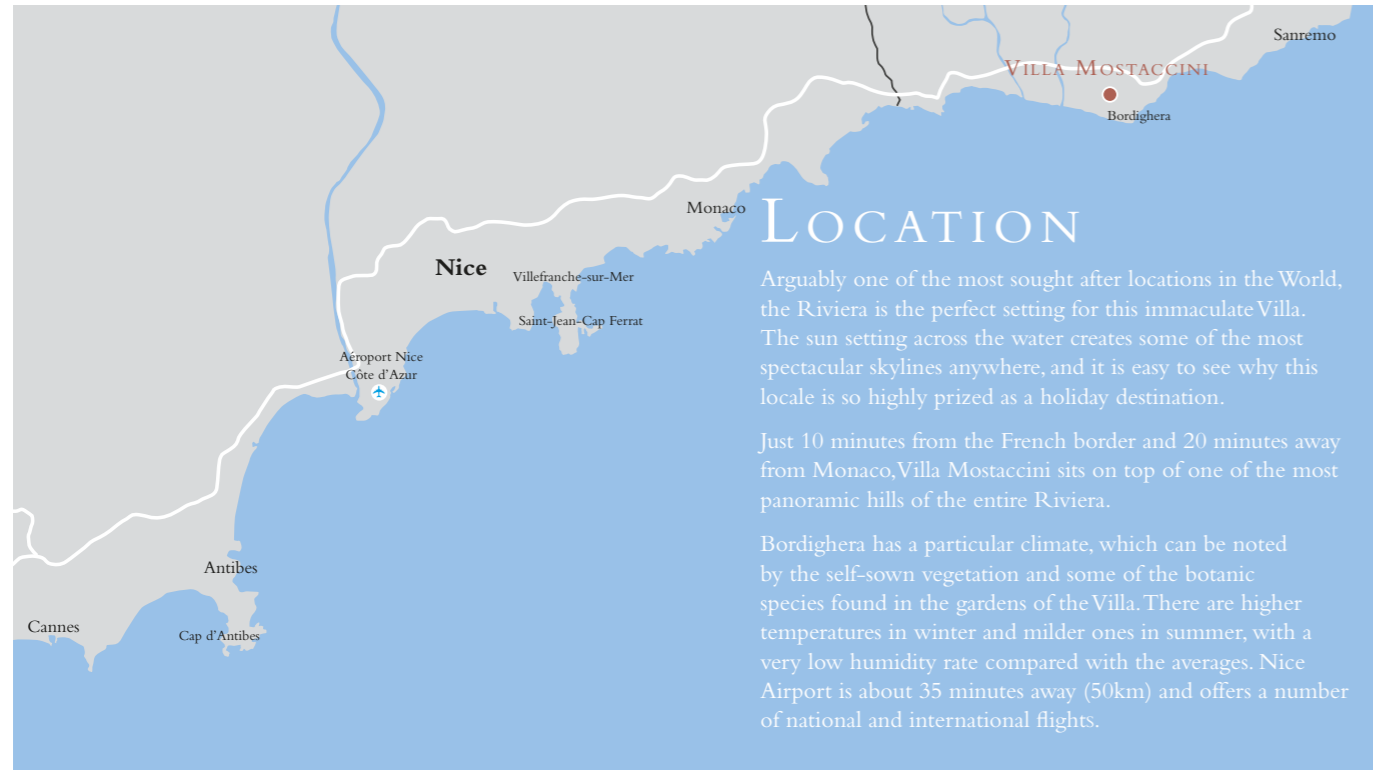 Sanremo
VILLA MOSTACCINI
Bordighera
Monaco
LOCATION
Nice
Villefranche-sur-Mer
Saint-Jean-Cap Ferrat
Aéroport Nice
Côte d'Azur
Antibes
Cannes
Cap d'Antibes
Arguably one of the most sought after locations in the World,
the Riviera is the perfect setting for this immaculate Villa.
The sun setting across the water creates some of the most
spectacular skylines anywhere, and it is easy to see why this
locale is so highly prized as a holiday destination.
Just 10 minutes from the French border and 20 minutes away
from Monaco, Villa Mostaccini sits on top of one of the most
panoramic hills of the entire Riviera.
Bordighera has a particular climate, which can be noted
by the self-sown vegetation and some of the botanic
species found in the gardens of the Villa. There are higher
temperatures in winter and milder ones in summer, with a
very low humidity rate compared with the averages. Nice
Airport is about 35 minutes away (50km) and offers a number
of national and international flights.